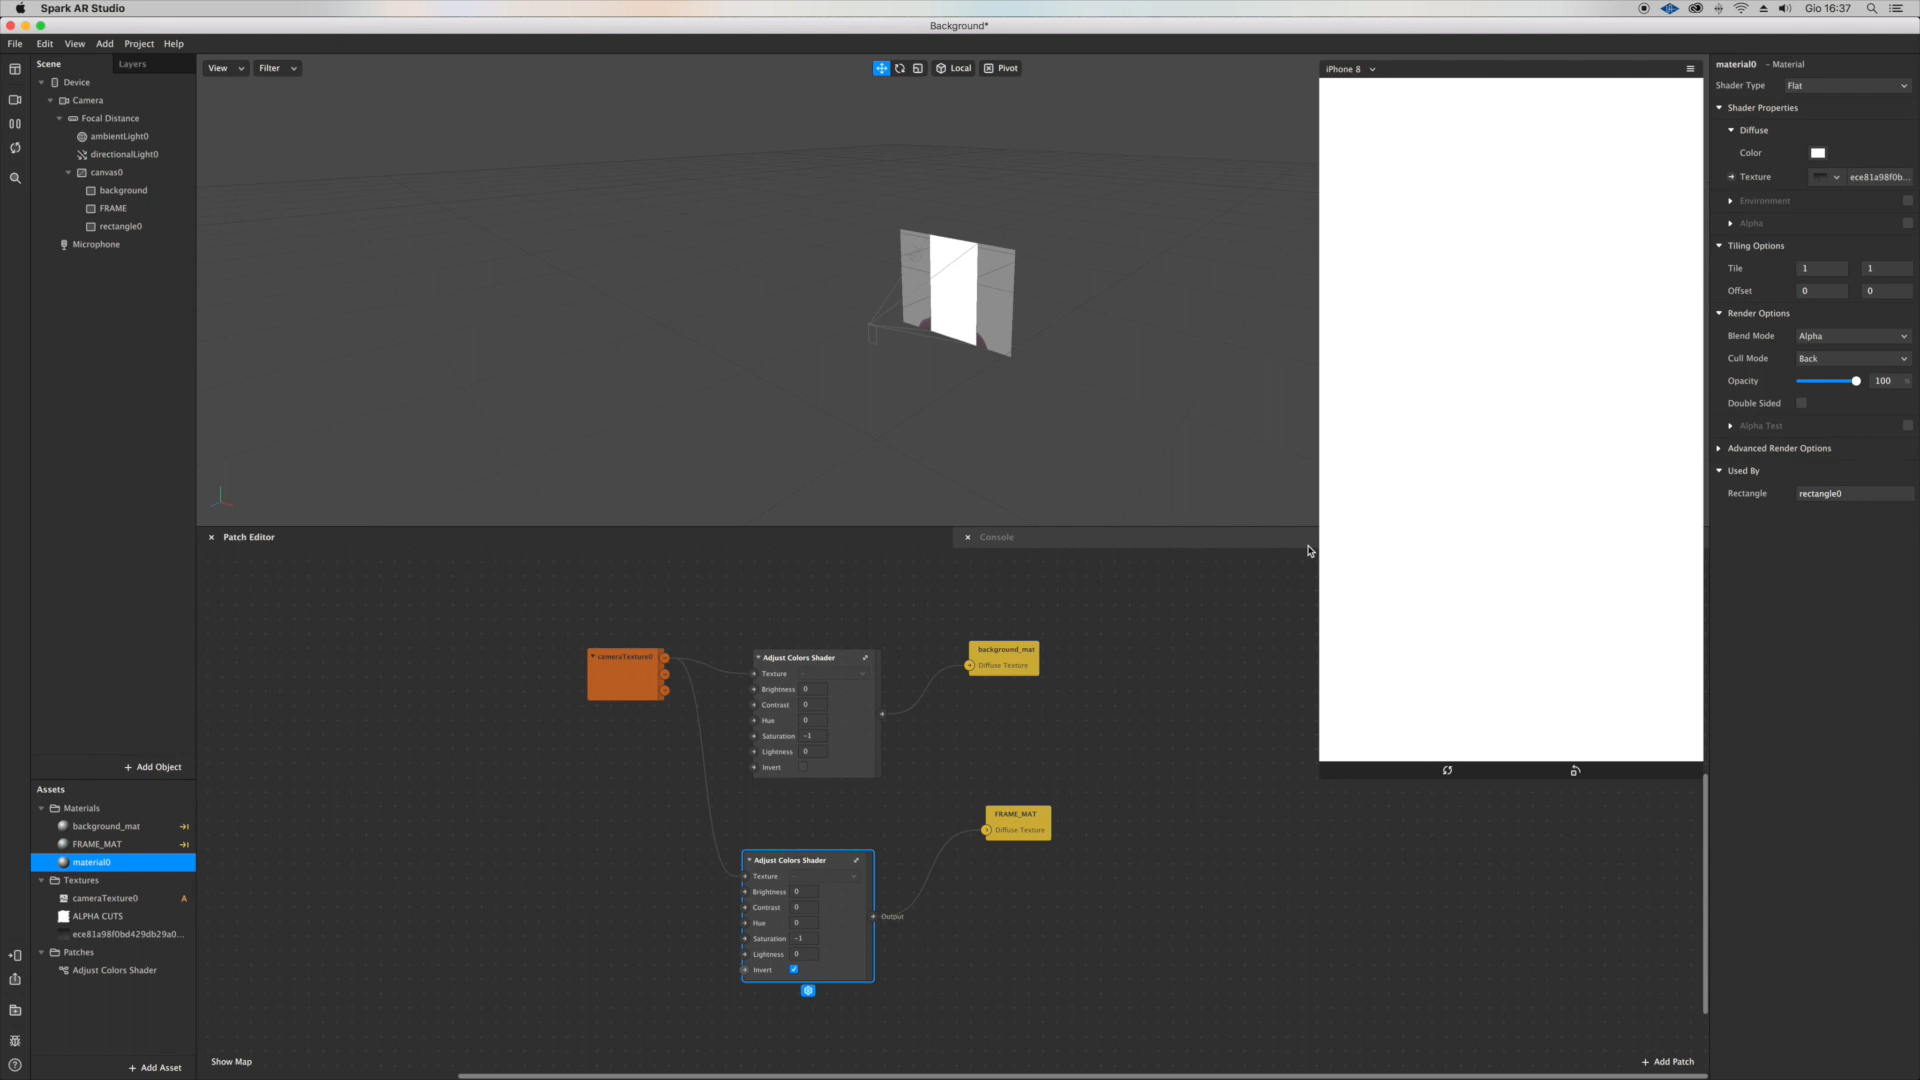 Spark AR Studio
Gio 16:37
Background*
File Edit View Add Project Help
Scene Layers
Device
Camera
Focal Distance
ambientLight0
directionalLight0
canvas0
background
FRAME
rectangle0
Microphone
+ Add Object
View Filter
Local Pivot
iPhone 8
material0 - Material
Shader Type Flat
Shader Properties
Diffuse
Color
Texture ece81a98f0b...
Environment
Alpha
Tiling Options
Tile 1 1
Offset 0 0
Render Options
Blend Mode Alpha
Cull Mode Back
Opacity 100 %
Double Sided
Alpha Test
Advanced Render Options
Used By
Rectangle rectangle0
Patch Editor
Console
cameraTexture0
Adjust Colors Shader
Texture -
Brightness 0
Contrast 0
Hue 0
Saturation -1
Lightness 0
Invert
background_mat
Diffuse Texture
FRAME_MAT
Diffuse Texture
Adjust Colors Shader
Texture
Brightness 0
Contrast 0
Hue 0
Saturation -1
Lightness 0
Invert
Output
Show Map
+ Add Patch
Assets
Materials
background_mat
FRAME_MAT
material0
Textures
cameraTexture0 A
ALPHA CUTS
ece81a98f0bd429db29a0...
Patches
Adjust Colors Shader
+ Add Asset